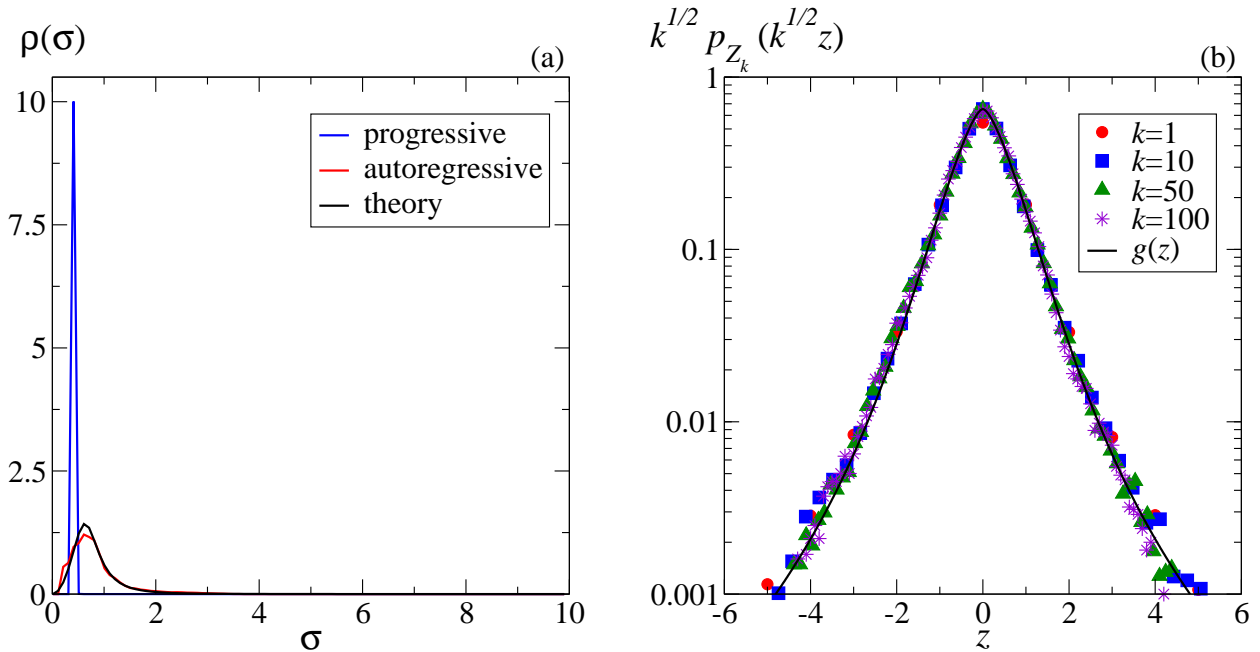 ρ(σ)
(a)
10
7.5
5
2.5
0
progressive
autoregressive
theory
0 2 4 6 8 10
σ
k^{1/2} p_{Z_k} (k^{1/2} z)
(b)
1
0.1
0.01
0.001
k=1
k=10
k=50
k=100
g(z)
-6 -4 -2 0 2 4 6
z